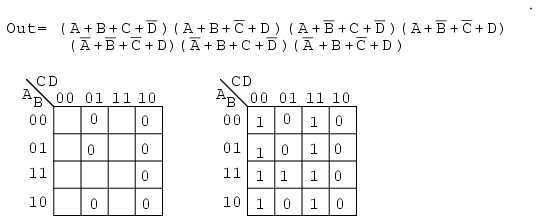 Out= (A+B+C+D̅)(A+B+C̅+D)(A+B̅+C+D̅)(A+B̅+C̅+D)
(A̅+B̅+C̅+D)(A̅+B+C+D̅)(A̅+B+C̅+D)
CD
A B 00 01 11 10
00 0 0
01 0 0
11 0
10 0 0
CD
A B 00 01 11 10
00 1 0 1 0
01 1 0 1 0
11 1 1 1 0
10 1 0 1 0